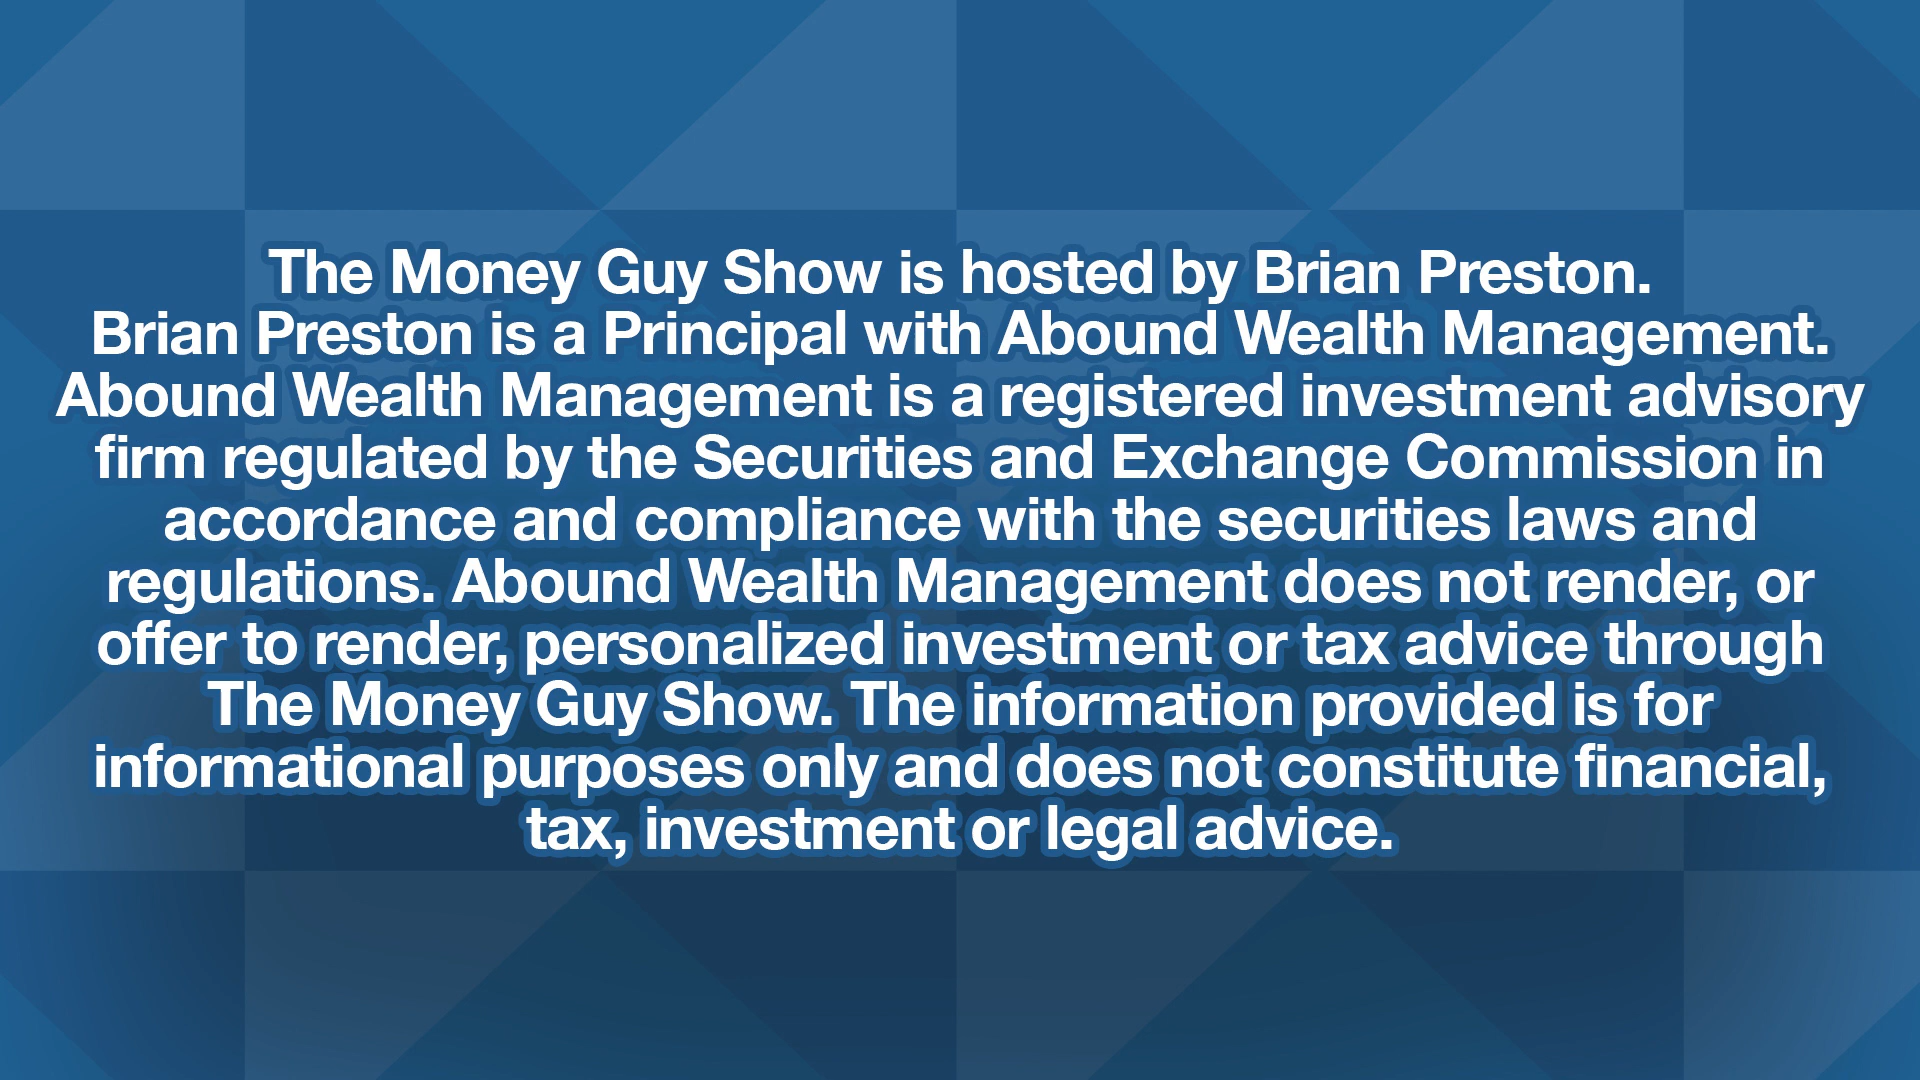 The Money Guy Show is hosted by Brian Preston.
Brian Preston is a Principal with Abound Wealth Management.
Abound Wealth Management is a registered investment advisory
firm regulated by the Securities and Exchange Commission in
accordance and compliance with the securities laws and
regulations. Abound Wealth Management does not render, or
offer to render, personalized investment or tax advice through
The Money Guy Show. The information provided is for
informational purposes only and does not constitute financial,
tax, investment or legal advice.